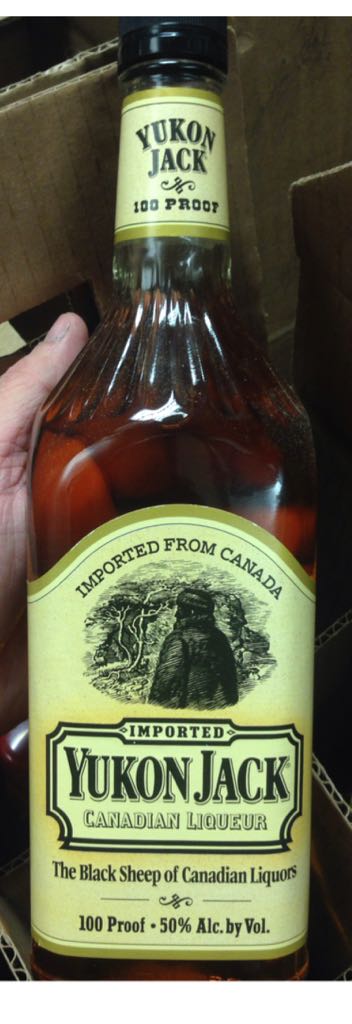 YUKON
JACK
100 PROOF
IMPORTED FROM CANADA
IMPORTED
YUKON JACK
CANADIAN LIQUEUR
The Black Sheep of Canadian Liquors
100 Proof • 50% Alc. by Vol.